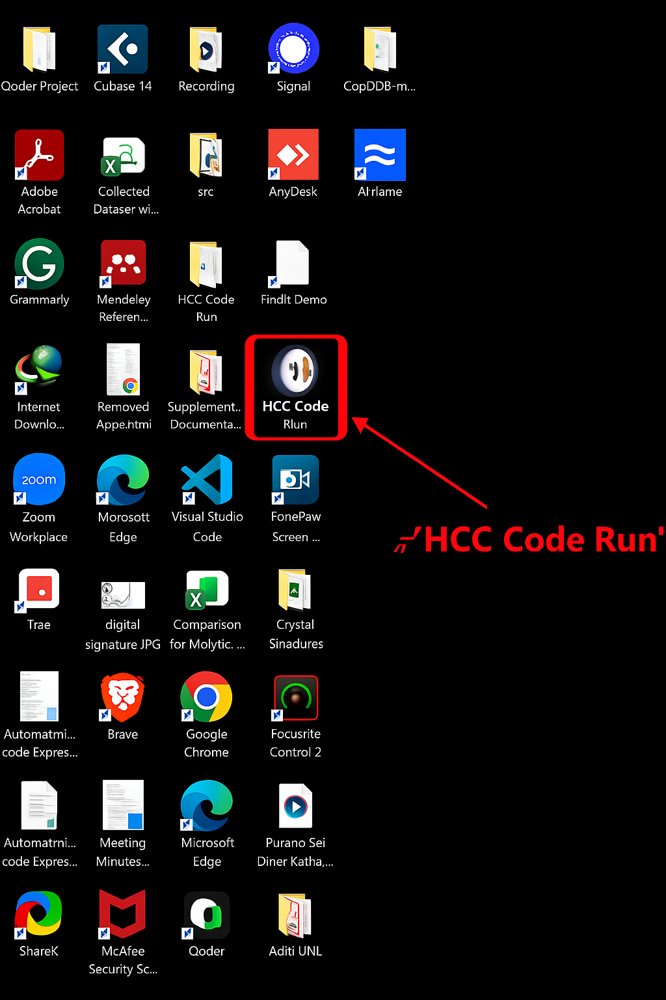 Qoder Project
Cubase 14
Recording
Signal
CopDDB-m...
Adobe
Acrobat
Collected
Dataser wi...
src
AnyDesk
Grammarly
Mendeley
Referen...
HCC Code
Run
FindIt Demo
Internet
Downlo...
Removed
Appe.htmi
Supplement..
Documenta...
HCC Code
Rlun
zoom
Zoom
Workplace
Morosott
Edge
Visual Studio
Code
FonePaw
Screen ...
'HCC Code Run'
Trae
digital
signature JPG
Comparison
for Molytic. ...
Crystal
Sinadures
Automatmi...
code Expres...
Brave
Google
Chrome
Focusrite
Control 2
Automatrni...
code Expres...
Meeting
Minutes...
Microsoft
Edge
Purano Sei
Diner Katha,...
ShareK
McAfee
Security Sc...
Qoder
Aditi UNL